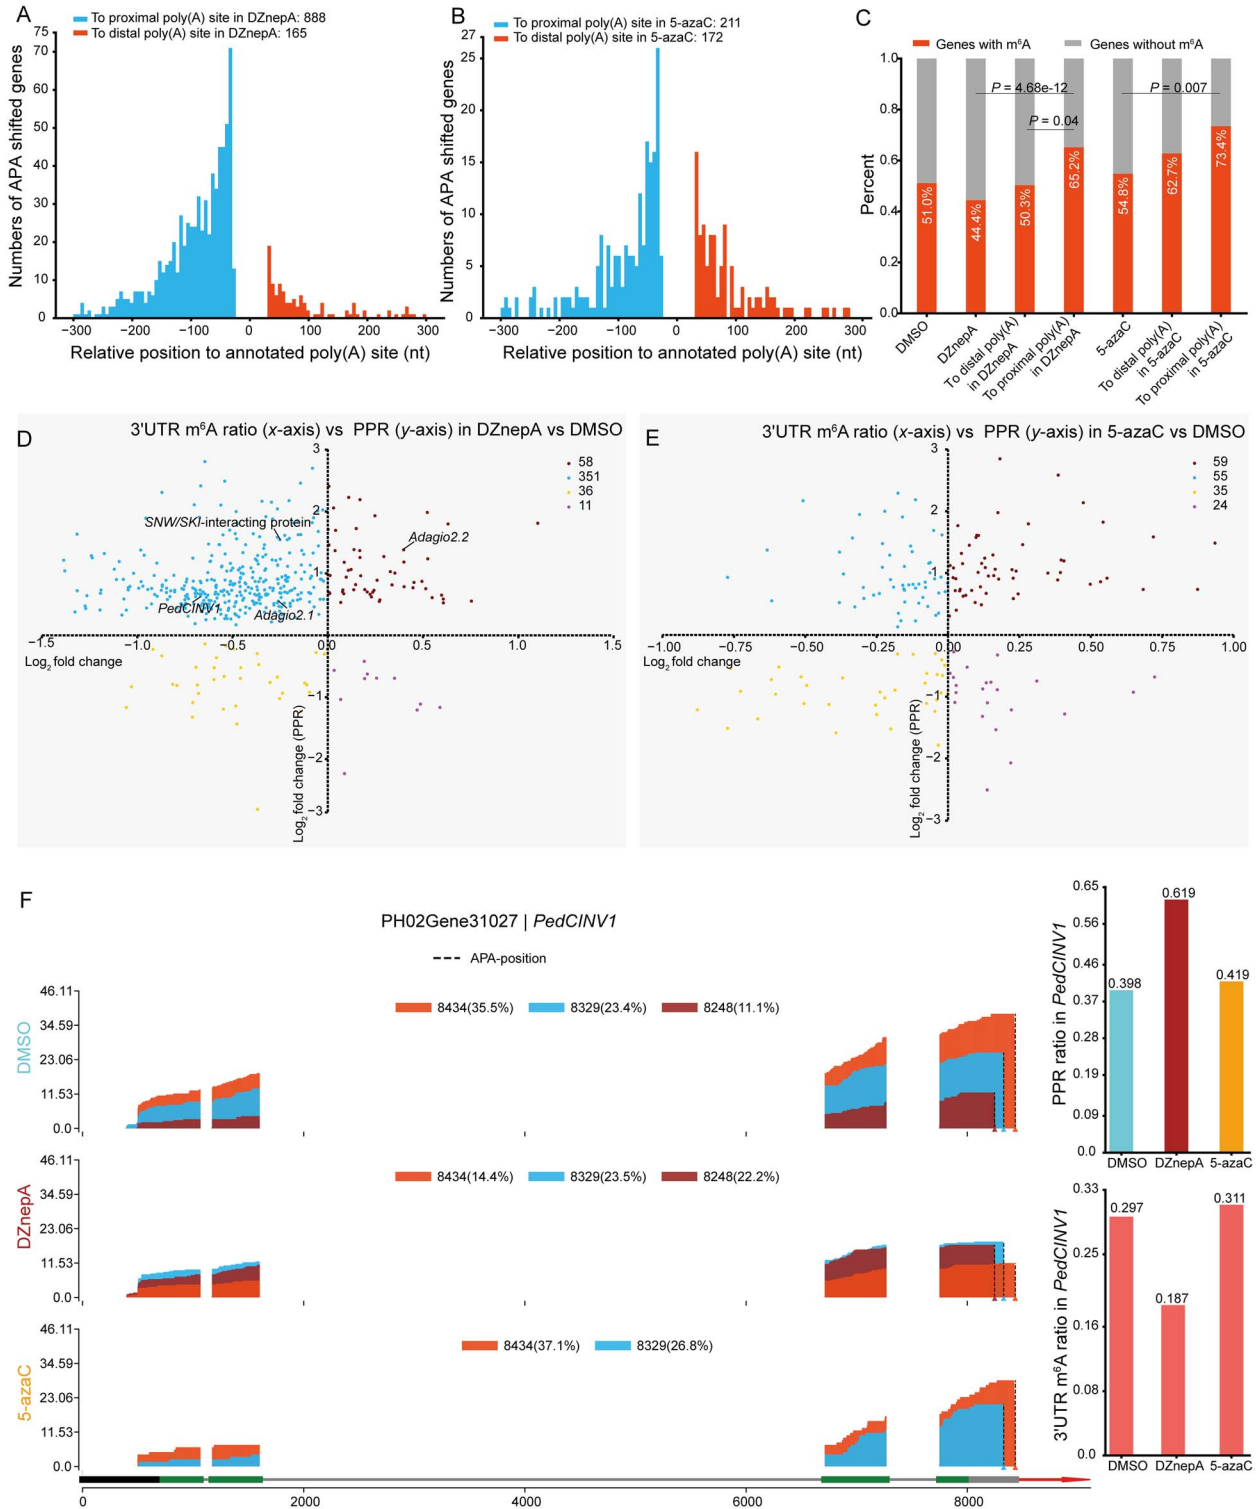 A
To proximal poly(A) site in DZnepA: 888
To distal poly(A) site in DZnepA: 165
Numbers of APA shifted genes
75
70
60
50
40
30
20
10
0
−300
−200
−100
0
100
200
300
Relative position to annotated poly(A) site (nt)
B
To proximal poly(A) site in 5-azaC: 211
To distal poly(A) site in 5-azaC: 172
Numbers of APA shifted genes
27
25
20
15
10
5
0
−300
−200
−100
0
100
200
300
Relative position to annotated poly(A) site (nt)
C
Genes with m⁶A
Genes without m⁶A
Percent
1.0
0.8
0.6
0.4
0.2
0.0
P = 4.68e-12
P = 0.007
P = 0.04
51.0%
44.4%
50.3%
65.2%
54.8%
62.7%
73.4%
DMSO
DZnepA
To distal poly(A)
in DZnepA
To proximal poly(A)
in DZnepA
5-azaC
To distal poly(A)
in 5-azaC
To proximal poly(A)
in 5-azaC
D
3'UTR m⁶A ratio (x-axis) vs PPR (y-axis) in DZnepA vs DMSO
58
351
36
11
3
2
1
0.0
−1
−2
−3
−1.5
−1.0
−0.5
0.5
1.0
1.5
SNW/SKI-interacting protein
Adagio2.2
PedCINV1
Adagio2.1
Log₂ fold change
Log₂ fold change (PPR)
E
3'UTR m⁶A ratio (x-axis) vs PPR (y-axis) in 5-azaC vs DMSO
59
55
35
24
3
2
1
0.00
−1
−2
−3
−1.00
−0.75
−0.50
−0.25
0.25
0.50
0.75
1.00
Log₂ fold change
Log₂ fold change (PPR)
F
PH02Gene31027 | PedCINV1
APA-position
DMSO
46.11
34.59
23.06
11.53
0.0
8434(35.5%)
8329(23.4%)
8248(11.1%)
DZnepA
46.11
34.59
23.06
11.53
0.0
8434(14.4%)
8329(23.5%)
8248(22.2%)
5-azaC
46.11
34.59
23.06
11.53
0.0
8434(37.1%)
8329(26.8%)
0
2000
4000
6000
8000
PPR ratio in PedCINV1
0.65
0.56
0.46
0.37
0.28
0.19
0.09
0.0
0.398
0.619
0.419
DMSO
DZnepA
5-azaC
3'UTR m⁶A ratio in PedCINV1
0.33
0.25
0.16
0.08
0.0
0.297
0.187
0.311
DMSO
DZnepA
5-azaC